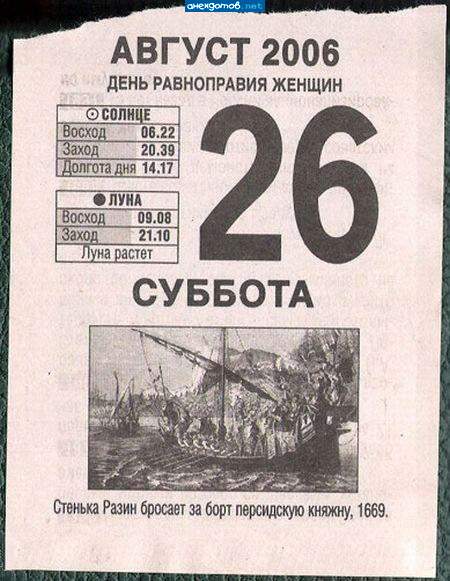 анекдотов.net
АВГУСТ 2006
ДЕНЬ РАВНОПРАВИЯ ЖЕНЩИН
СОЛНЦЕ
Восход 06.22
Заход 20.39
Долгота дня 14.17
ЛУНА
Восход 09.08
Заход 21.10
Луна растет
26
СУББОТА
Стенька Разин бросает за борт персидскую княжну, 1669.